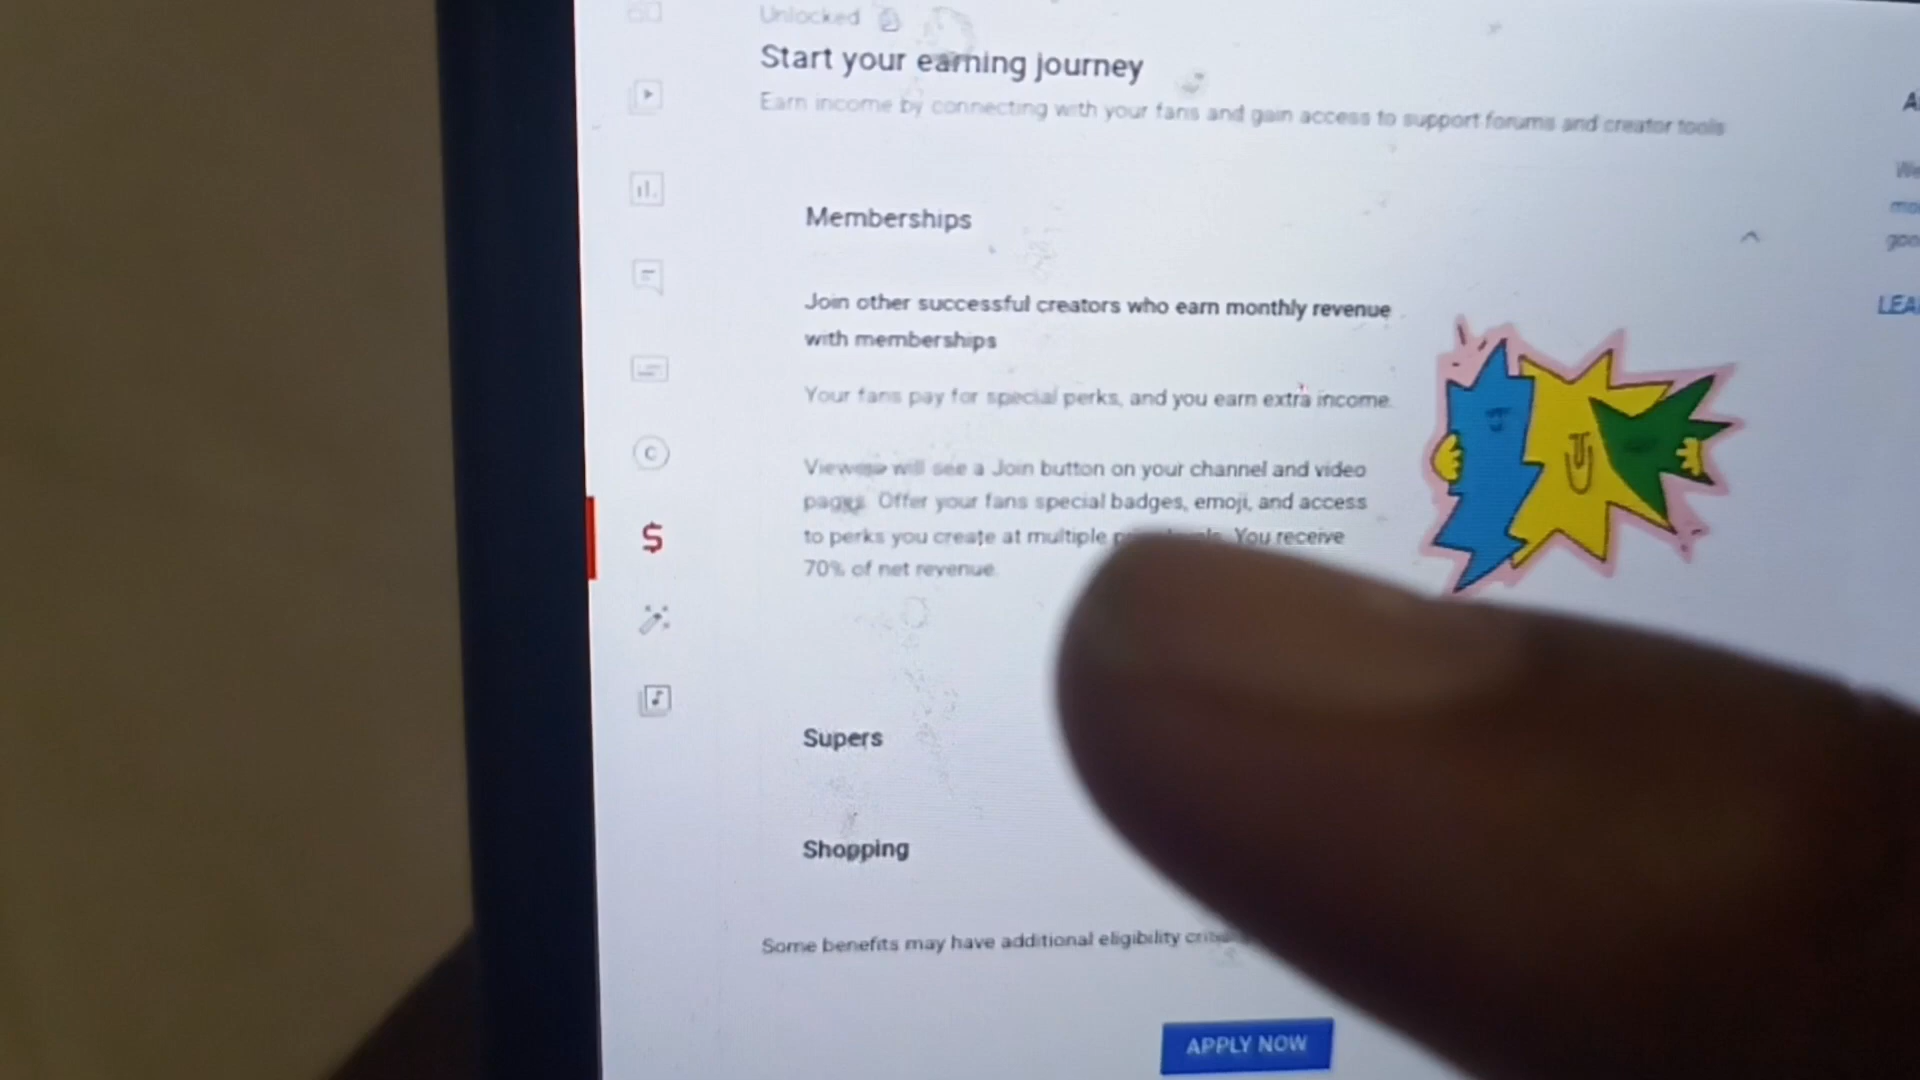 Unlocked
Start your earning journey
Earn income by connecting with your fans and gain access to support forums and creator tools
Memberships
Join other successful creators who earn monthly revenue
with memberships
Your fans pay for special perks, and you earn extra income.
Viewers will see a Join button on your channel and video
pages. Offer your fans special badges, emoji, and access
to perks you create at multiple You receive
70% of net revenue.
Supers
Shopping
Some benefits may have additional eligibility
APPLY NOW